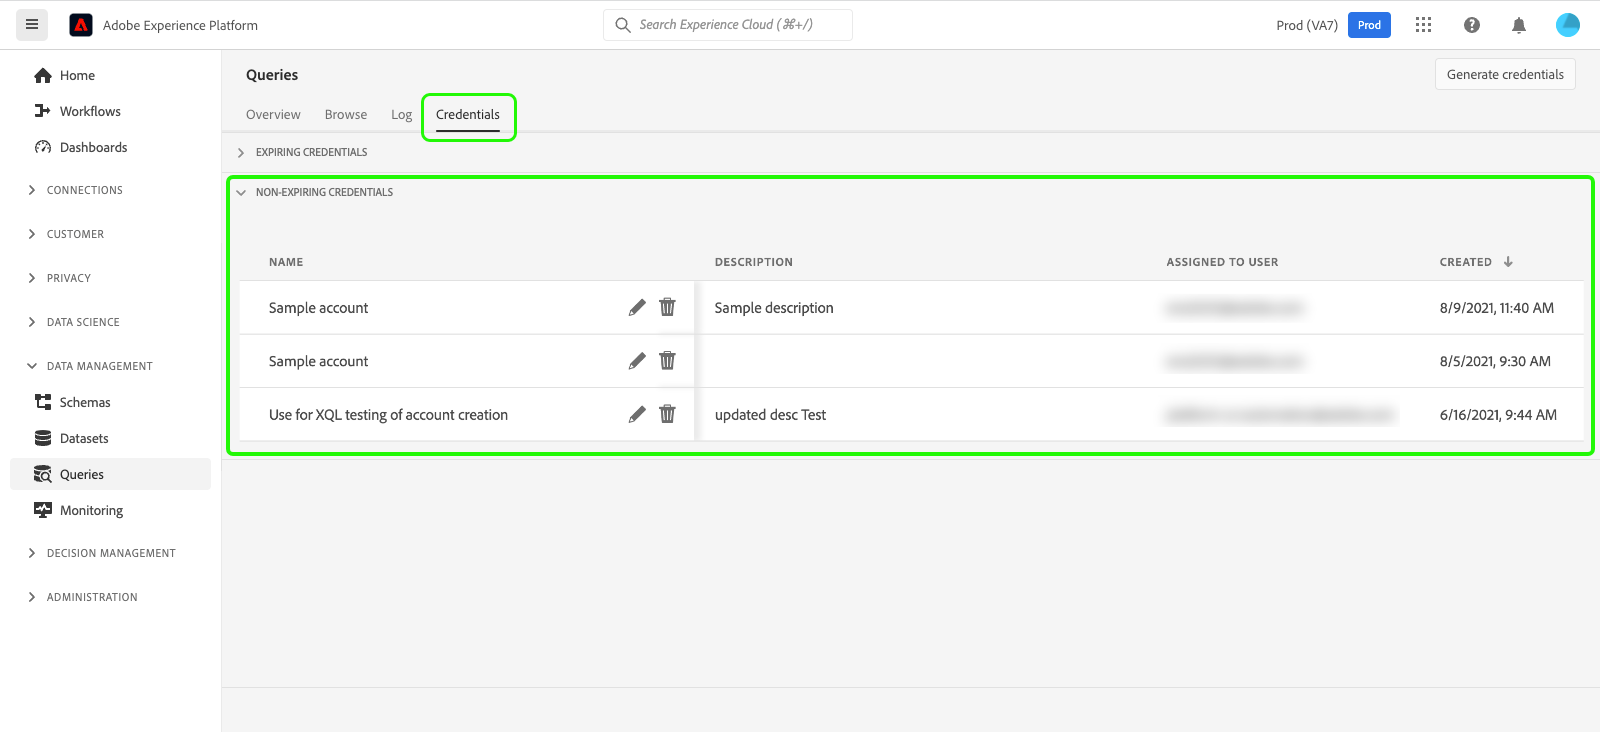 Adobe Experience Platform
Search Experience Cloud (⌘+/)
Prod (VA7)
Prod
Home
Workflows
Dashboards
CONNECTIONS
CUSTOMER
PRIVACY
DATA SCIENCE
DATA MANAGEMENT
Schemas
Datasets
Queries
Monitoring
DECISION MANAGEMENT
ADMINISTRATION
Queries
Generate credentials
Overview Browse Log Credentials
EXPIRING CREDENTIALS
NON-EXPIRING CREDENTIALS
NAME DESCRIPTION ASSIGNED TO USER CREATED
Sample account Sample description 8/9/2021, 11:40 AM
Sample account 8/5/2021, 9:30 AM
Use for XQL testing of account creation updated desc Test 6/16/2021, 9:44 AM